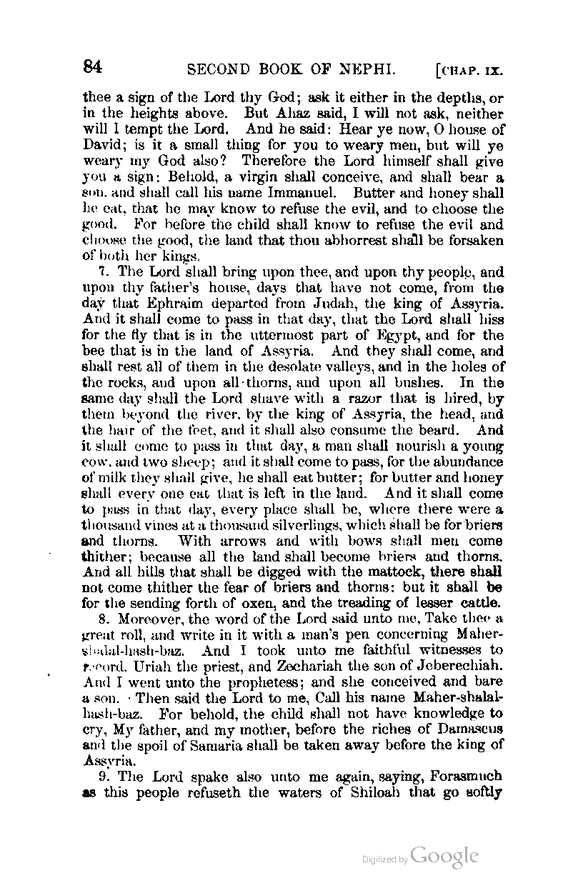 84 SECOND BOOK OF NEPHI. [CHAP. IX.
thee a sign of the Lord thy God; ask it either in the depths, or
in the heights above. But Ahaz said, I will not ask, neither
will I tempt the Lord. And he said: Hear ye now, O house of
David; is it a small thing for you to weary men, but will ye
weary my God also? Therefore the Lord himself shall give
you a sign: Behold, a virgin shall conceive, and shall bear a
son, and shall call his name Immanuel. Butter and honey shall
he eat, that he may know to refuse the evil, and to choose the
good. For before the child shall know to refuse the evil and
choose the good, the land that thou abhorrest shall be forsaken
of both her kings.
7. The Lord shall bring upon thee, and upon thy people, and
upon thy father's house, days that have not come, from the
day that Ephraim departed from Judah, the king of Assyria.
And it shall come to pass in that day, that the Lord shall hiss
for the fly that is in the uttermost part of Egypt, and for the
bee that is in the land of Assyria. And they shall come, and
shall rest all of them in the desolate valleys, and in the holes of
the rocks, and upon all thorns, and upon all bushes. In the
same day shall the Lord shave with a razor that is hired, by
them beyond the river, by the king of Assyria, the head, and
the hair of the feet, and it shall also consume the beard. And
it shall come to pass in that day, a man shall nourish a young
cow, and two sheep; and it shall come to pass, for the abundance
of milk they shall give, he shall eat butter; for butter and honey
shall every one eat that is left in the land. And it shall come
to pass in that day, every place shall be, where there were a
thousand vines at a thousand silverlings, which shall be for briers
and thorns. With arrows and with bows shall men come
thither; because all the land shall become briers and thorns.
And all hills that shall be digged with the mattock, there shall
not come thither the fear of briers and thorns: but it shall be
for the sending forth of oxen, and the treading of lesser cattle.
8. Moreover, the word of the Lord said unto me, Take thee a
great roll, and write in it with a man's pen concerning Maher-
shalal-hash-baz. And I took unto me faithful witnesses to
record, Uriah the priest, and Zechariah the son of Jeberechiah.
And I went unto the prophetess; and she conceived and bare
a son. Then said the Lord to me, Call his name Maher-shalal-
hash-baz. For behold, the child shall not have knowledge to
cry, My father, and my mother, before the riches of Damascus
and the spoil of Samaria shall be taken away before the king of
Assyria.
9. The Lord spake also unto me again, saying, Forasmuch
as this people refuseth the waters of Shiloah that go softly
Digitized by Google